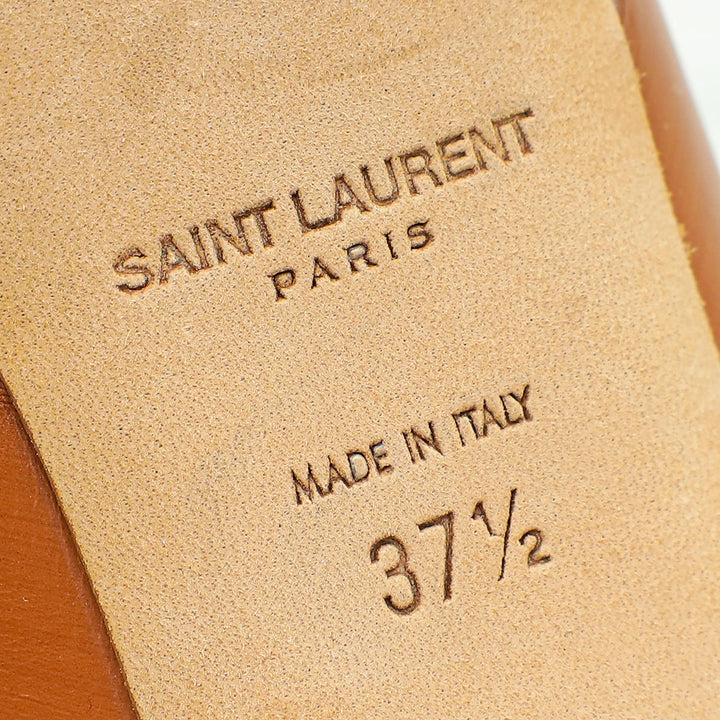 SAINT LAURENT
PARIS
MADE IN ITALY
37½